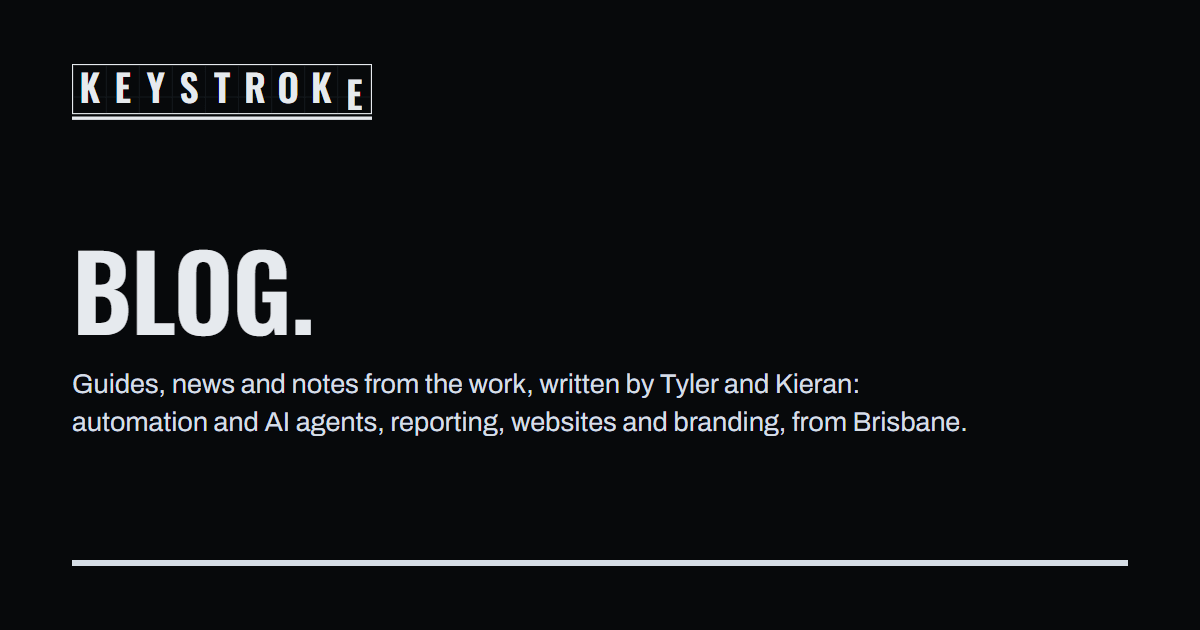 KEYSTROKE
BLOG.
Guides, news and notes from the work, written by Tyler and Kieran:
automation and AI agents, reporting, websites and branding, from Brisbane.